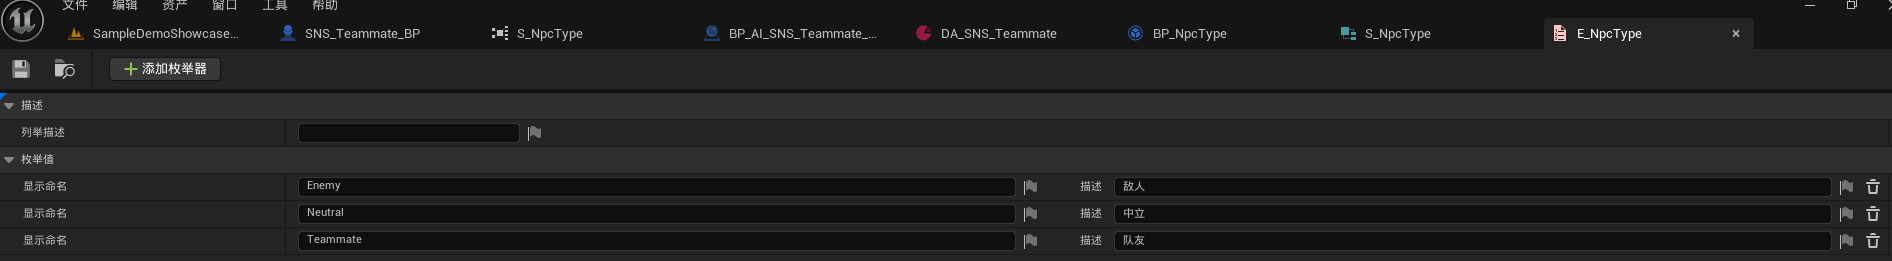 文件 编辑 资产 窗口 工具 帮助
SampleDemoShowcase... SNS_Teammate_BP S_NpcType BP_AI_SNS_Teammate_... DA_SNS_Teammate BP_NpcType S_NpcType E_NpcType
添加枚举器
描述
列举描述
枚举值
显示命名 Enemy 描述 敌人
显示命名 Neutral 描述 中立
显示命名 Teammate 描述 队友